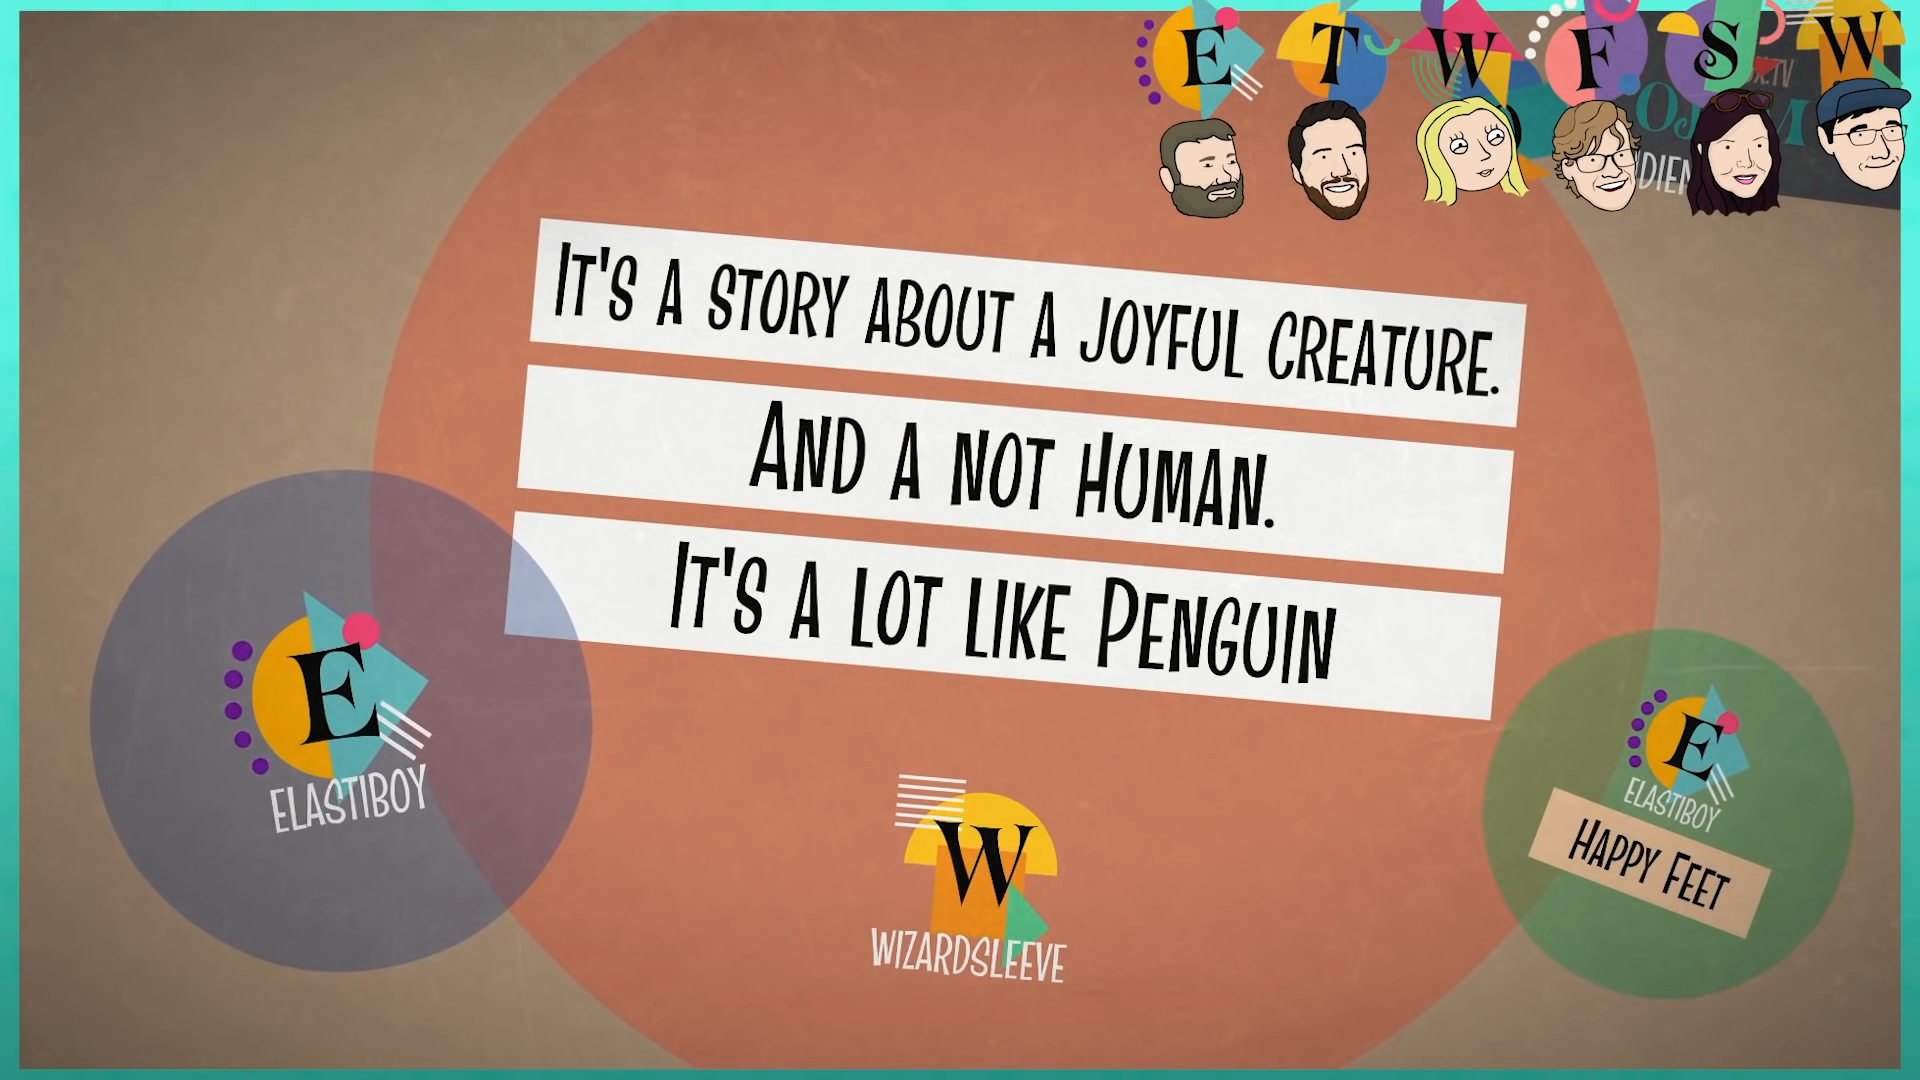 E T W F S W
IT'S A STORY ABOUT A JOYFUL CREATURE.
AND A NOT HUMAN.
IT'S A LOT LIKE PENGUIN
E
ELASTIBOY
W
WIZARDSLEEVE
E
ELASTIBOY
HAPPY FEET